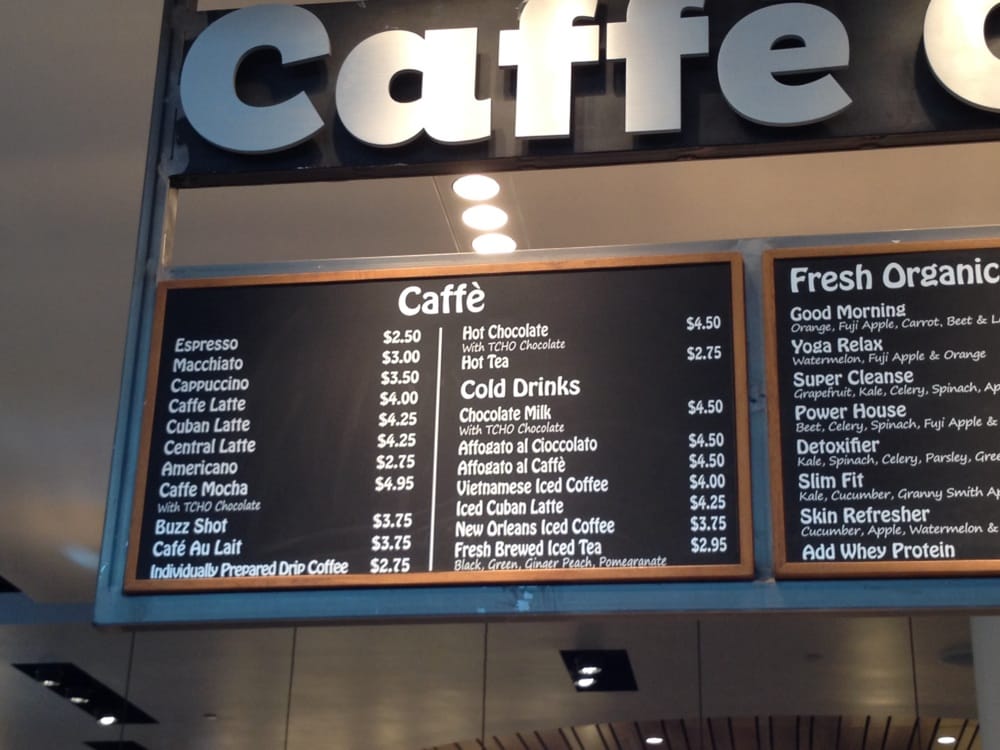 Caffe
Caffè
Espresso $2.50
Macchiato $3.00
Cappuccino $3.50
Caffe Latte $4.00
Cuban Latte $4.25
Central Latte $4.25
Americano $2.75
Caffe Mocha $4.95
With TCHO Chocolate
Buzz Shot $3.75
Café Au Lait $3.75
Individually Prepared Drip Coffee $2.75
Hot Chocolate $4.50
With TCHO Chocolate
Hot Tea $2.75
Cold Drinks
Chocolate Milk $4.50
With TCHO Chocolate
Affogato al Cioccolato $4.50
Affogato al Caffè $4.50
Vietnamese Iced Coffee $4.00
Iced Cuban Latte $4.25
New Orleans Iced Coffee $3.75
Fresh Brewed Iced Tea $2.95
Black, Green, Ginger Peach, Pomegranate
Fresh Organic
Good Morning
Orange, Fuji Apple, Carrot, Beet &
Yoga Relax
Watermelon, Fuji Apple & Orange
Super Cleanse
Grapefruit, Kale, Celery, Spinach,
Power House
Beet, Celery, Spinach, Fuji Apple &
Detoxifier
Kale, Spinach, Celery, Parsley,
Slim Fit
Kale, Cucumber, Granny Smith
Skin Refresher
Cucumber, Apple, Watermelon &
Add Whey Protein